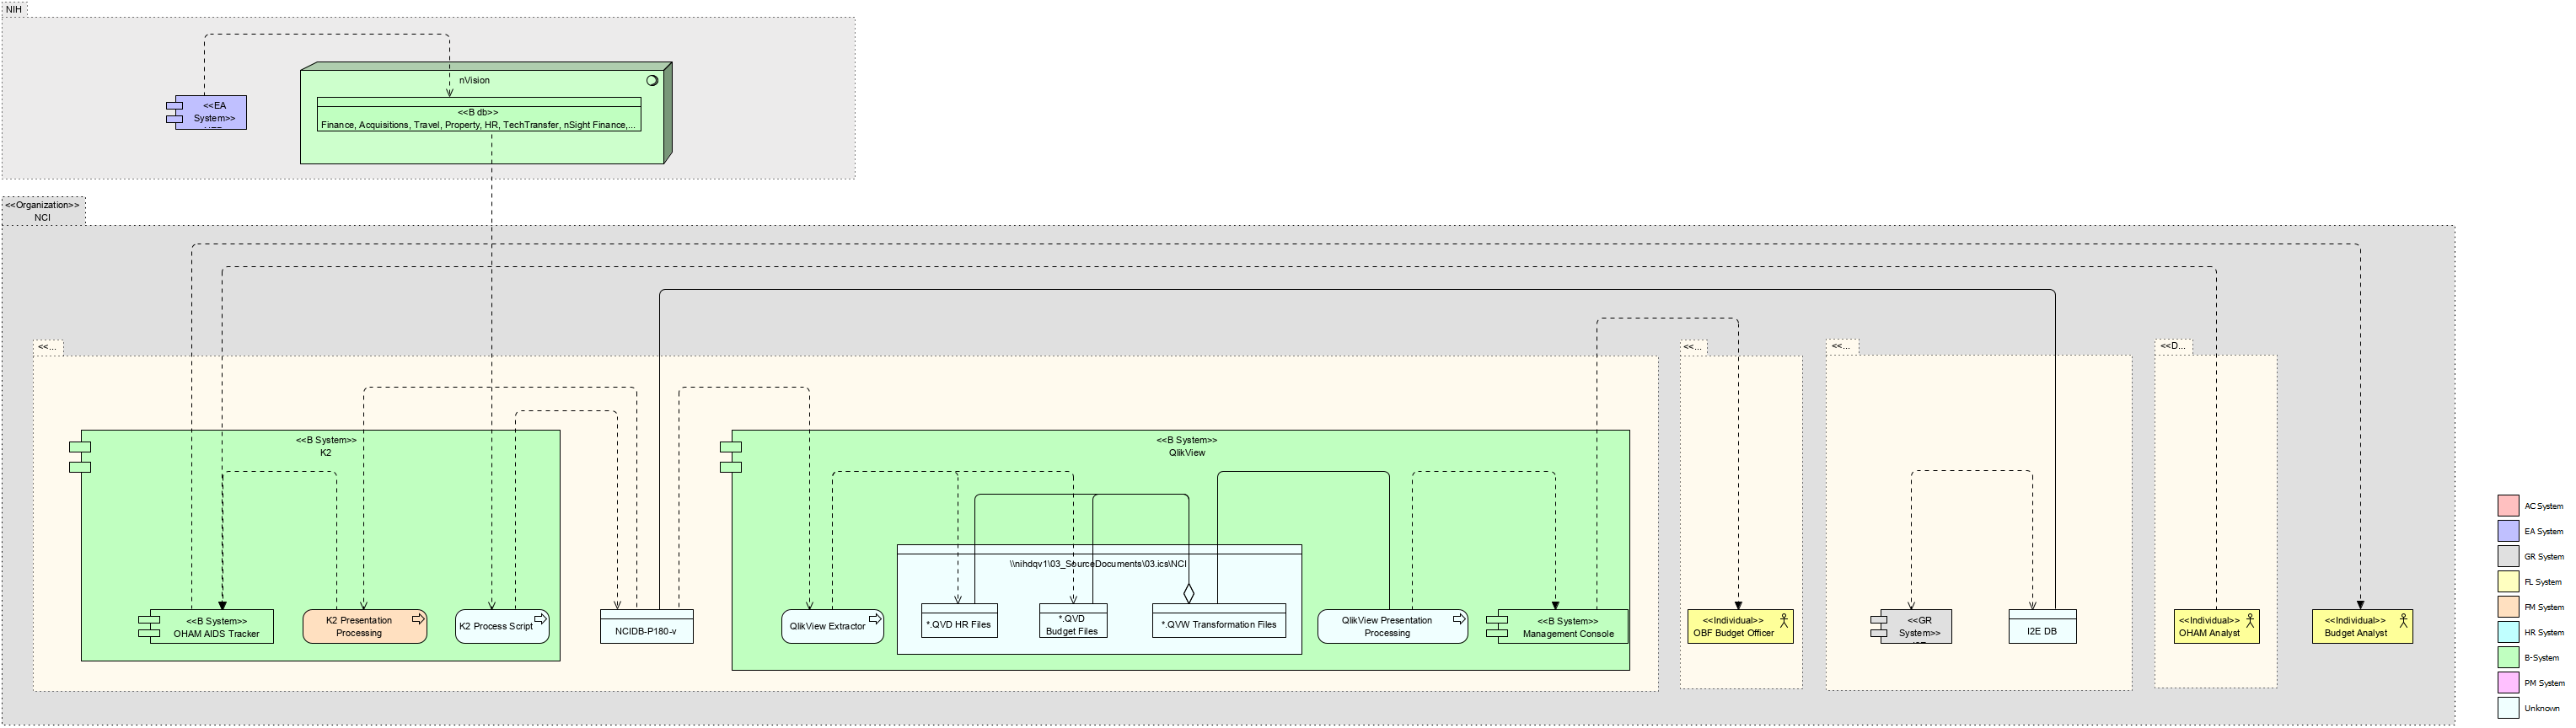 NIH
nVision
<<EA
System>>
<<B db>>
Finance, Acquisitions, Travel, Property, HR, TechTransfer, nSight Finance,...
<<Organization>>
NCI
<<...
<<...
<<...
<<D...
<<B System>>
K2
<<B System>>
QlikView
\\nihdqv1\03_SourceDocuments\03.ics\NCI
<<B System>>
OHAM AIDS Tracker
K2 Presentation
Processing
K2 Process Script
NCIDB-P180-v
QlikView Extractor
*.QVD HR Files
*.QVD
Budget Files
*.QVW Transformation Files
QlikView Presentation
Processing
<<B System>>
Management Console
<<Individual>>
OBF Budget Officer
<<GR
System>>
I2E DB
<<Individual>>
OHAM Analyst
<<Individual>>
Budget Analyst
AC System
EA System
GR System
FL System
FM System
HR System
B-System
PM System
Unknown